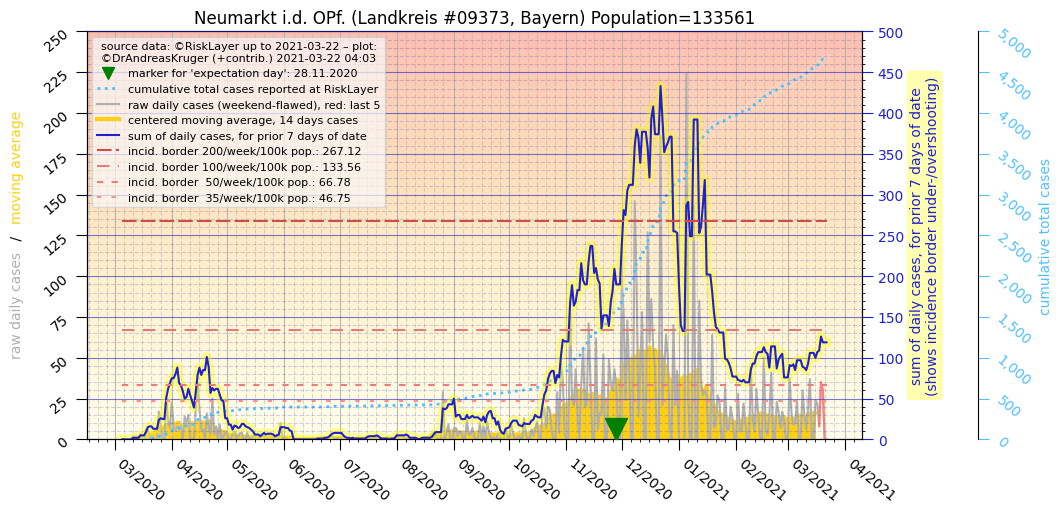 Neumarkt i.d. OPf. (Landkreis #09373, Bayern) Population=133561
source data: ©RiskLayer up to 2021-03-22 – plot:
©DrAndreasKruger (+contrib.) 2021-03-22 04:03
marker for 'expectation day': 28.11.2020
cumulative total cases reported at RiskLayer
raw daily cases (weekend-flawed), red: last 5
centered moving average, 14 days cases
sum of daily cases, for prior 7 days of date
incid. border 200/week/100k pop.: 267.12
incid. border 100/week/100k pop.: 133.56
incid. border  50/week/100k pop.: 66.78
incid. border  35/week/100k pop.: 46.75
raw daily cases / moving average
250
225
200
175
150
125
100
75
50
25
0
03/2020
04/2020
05/2020
06/2020
07/2020
08/2020
09/2020
10/2020
11/2020
12/2020
01/2021
02/2021
03/2021
04/2021
500
450
400
350
300
250
200
150
100
50
0
sum of daily cases, for prior 7 days of date
(shows incidence border under-/overshooting)
5,000
4,500
4,000
3,500
3,000
2,500
2,000
1,500
1,000
500
0
cumulative total cases